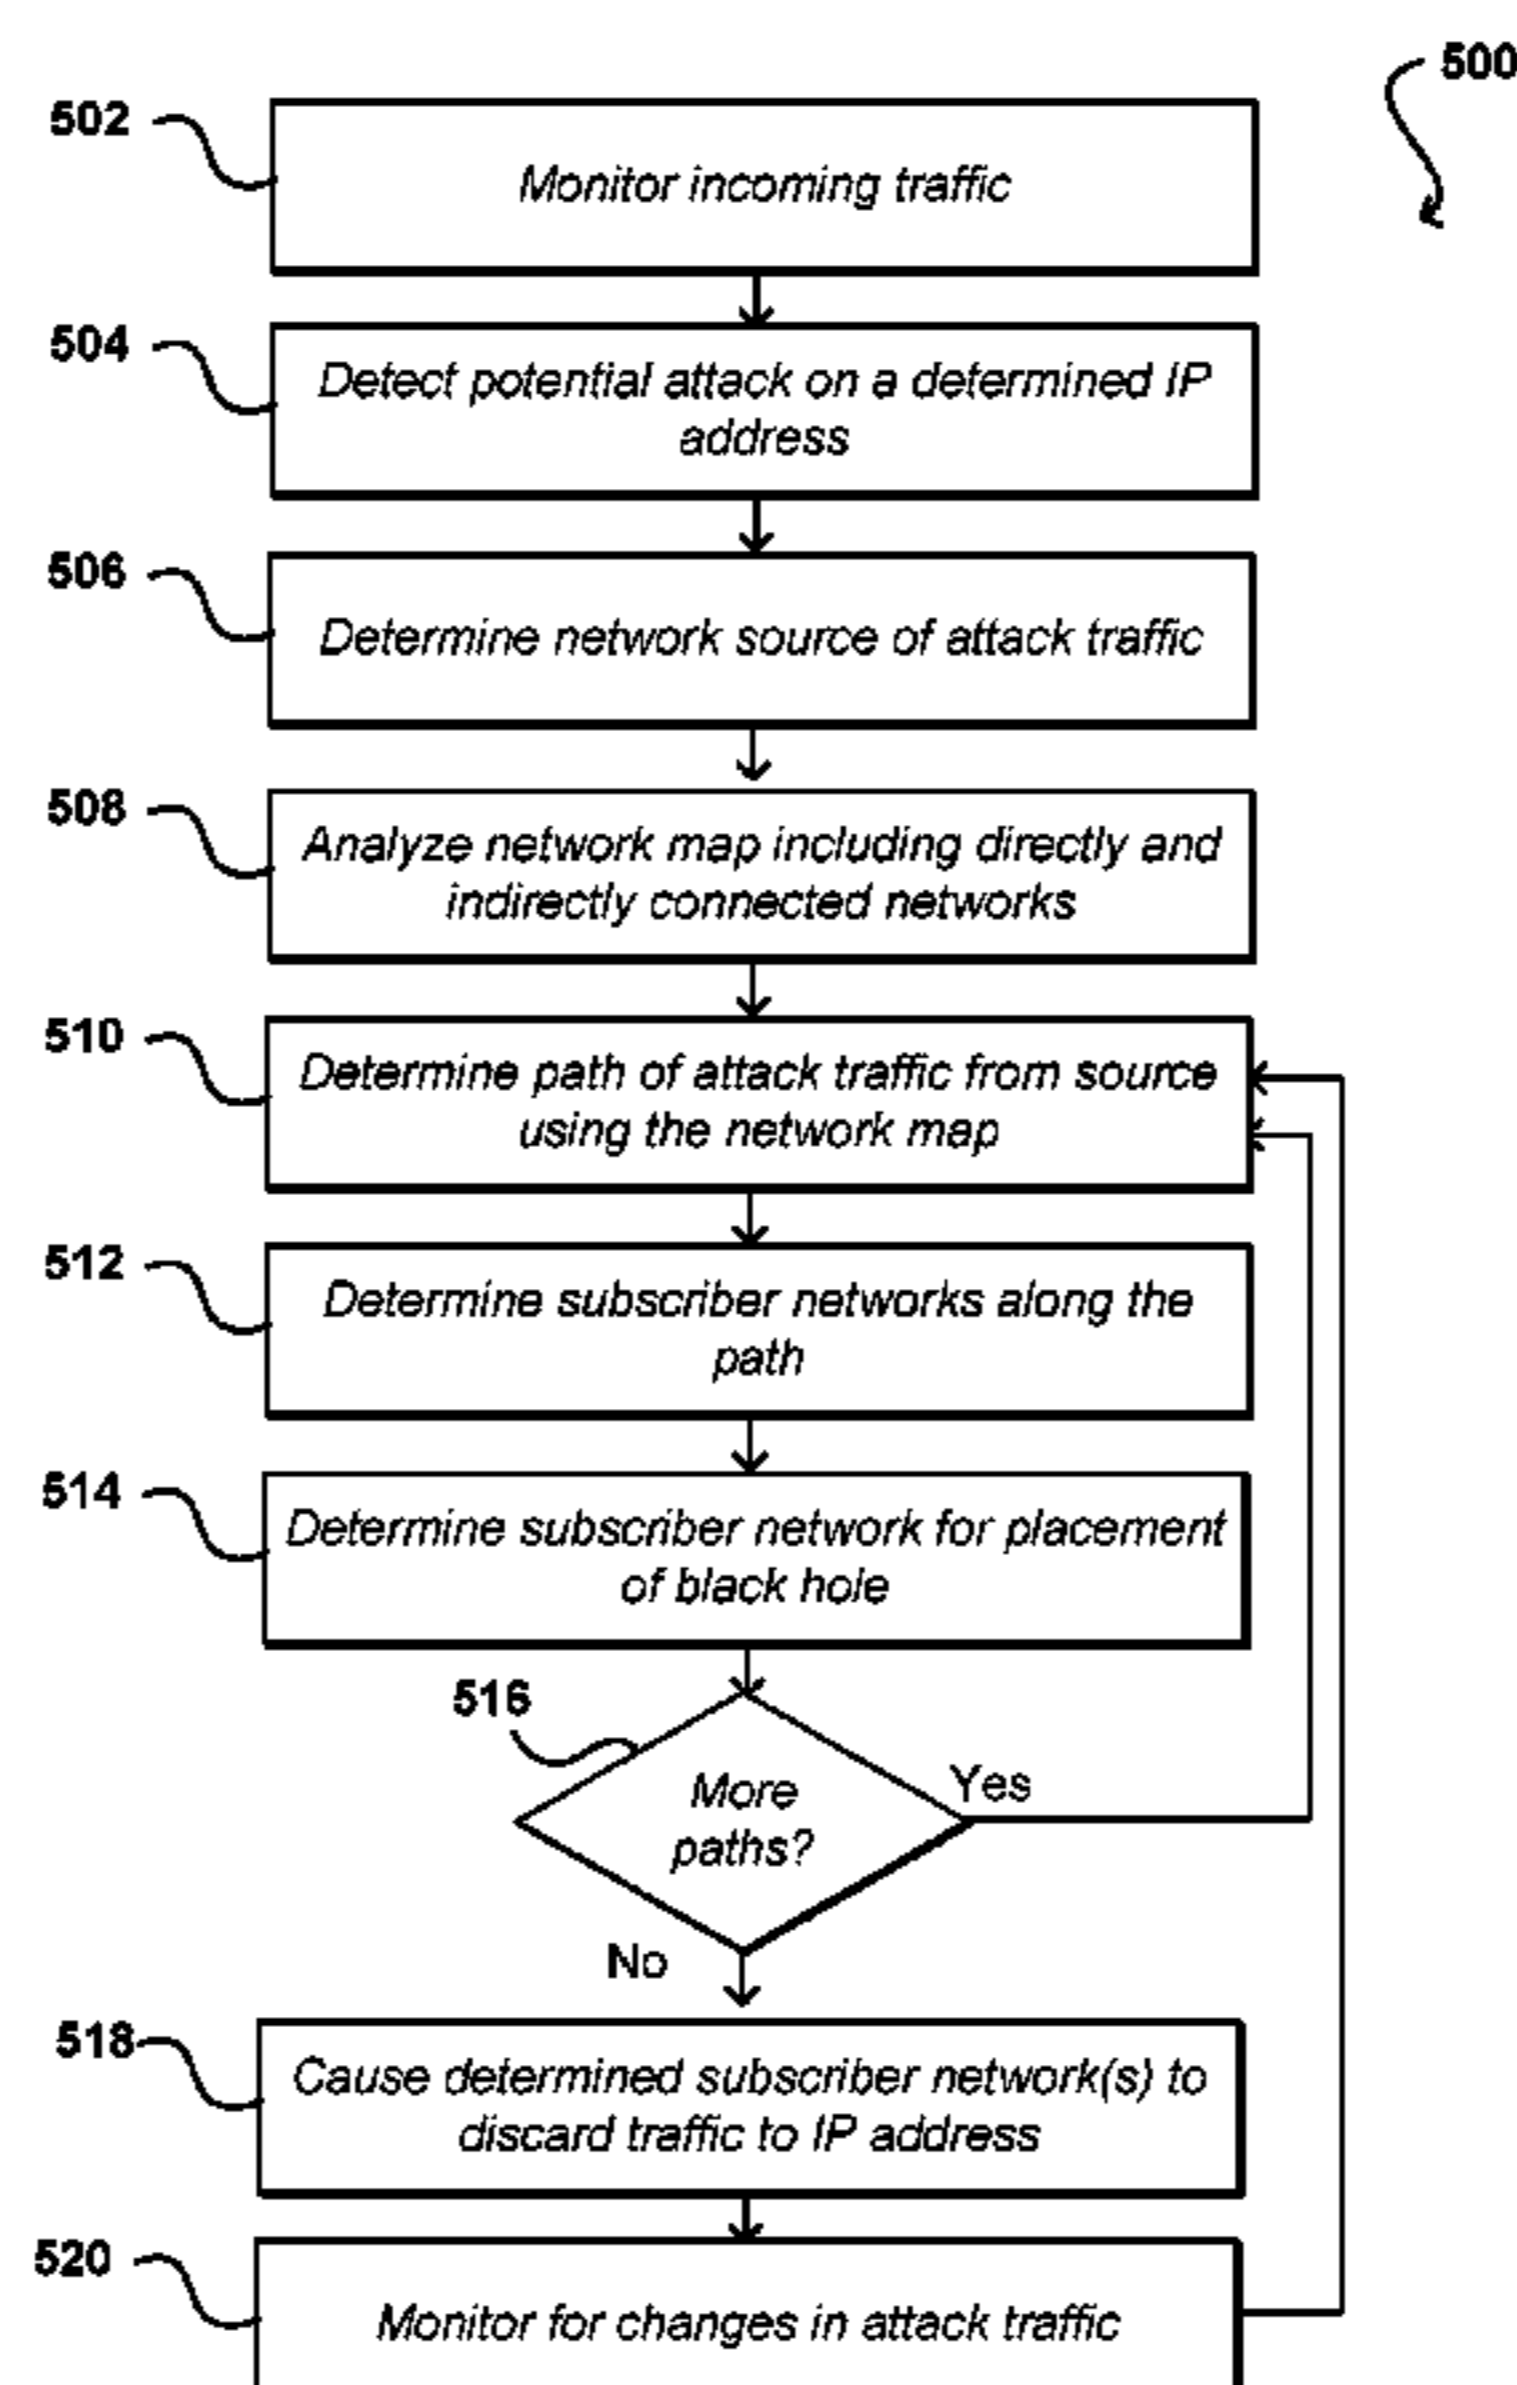 500
502
Monitor incoming traffic
504
Detect potential attack on a determined IP
address
506
Determine network source of attack traffic
508
Analyze network map including directly and
indirectly connected networks
510
Determine path of attack traffic from source
using the network map
512
Determine subscriber networks along the
path
514
Determine subscriber network for placement
of black hole
516
More
paths?
Yes
No
518
Cause determined subscriber network(s) to
discard traffic to IP address
520
Monitor for changes in attack traffic